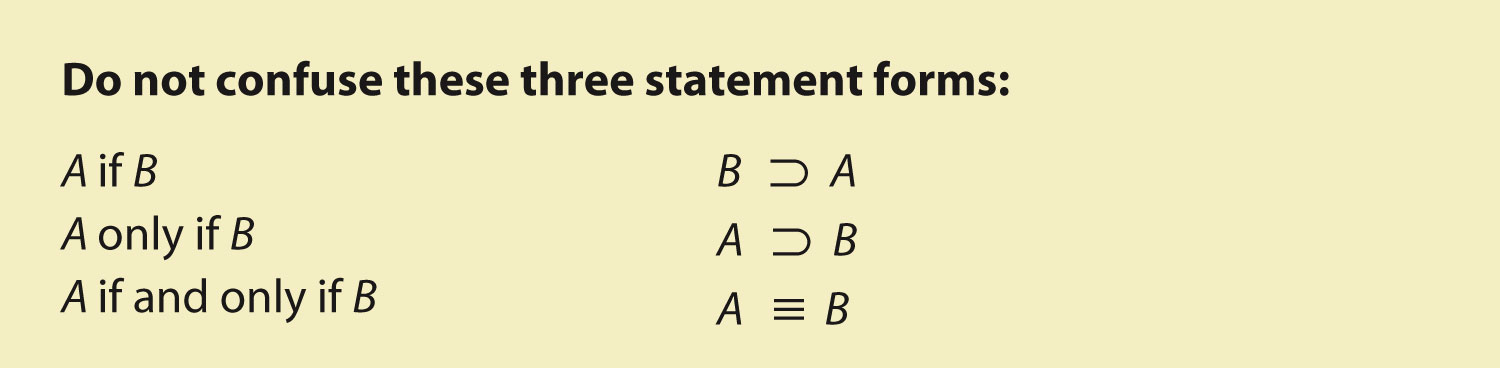 Do not confuse these three statement forms:
A if B B ⊃ A
A only if B A ⊃ B
A if and only if B A ≡ B